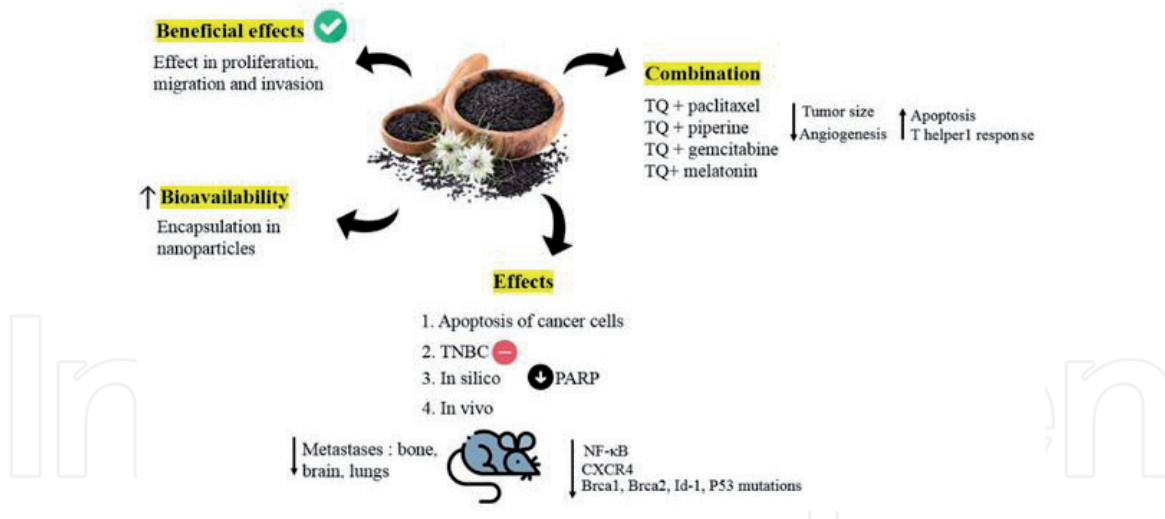 Beneficial effects
Effect in proliferation,
migration and invasion
Combination
TQ + paclitaxel
TQ + piperine
TQ + gemcitabine
TQ+ melatonin
↓ Tumor size
Angiogenesis
↑ Apoptosis
T helper1 response
↑ Bioavailability
Encapsulation in
nanoparticles
Effects
1. Apoptosis of cancer cells
2. TNBC
3. In silico ↓ PARP
4. In vivo
↓ Metastases : bone,
brain, lungs
↓ NF-κB
CXCR4
Brca1, Brca2, Id-1, P53 mutations
In
en